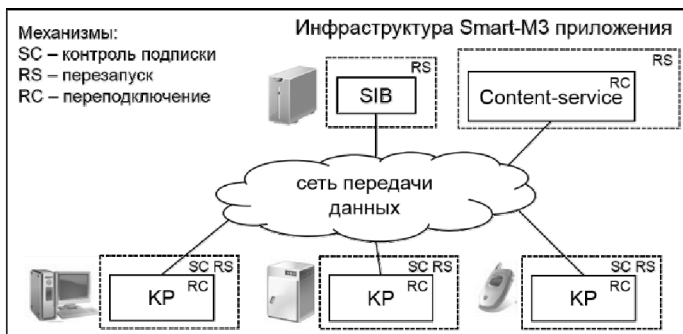 Механизмы:
SC – контроль подписки
RS – перезапуск
RC – переподключение
Инфраструктура Smart-M3 приложения
RS
SIB
RS
RC
Content-service
сеть передачи
данных
SC RS
RC
KP
SC RS
RC
KP
SC RS
RC
KP